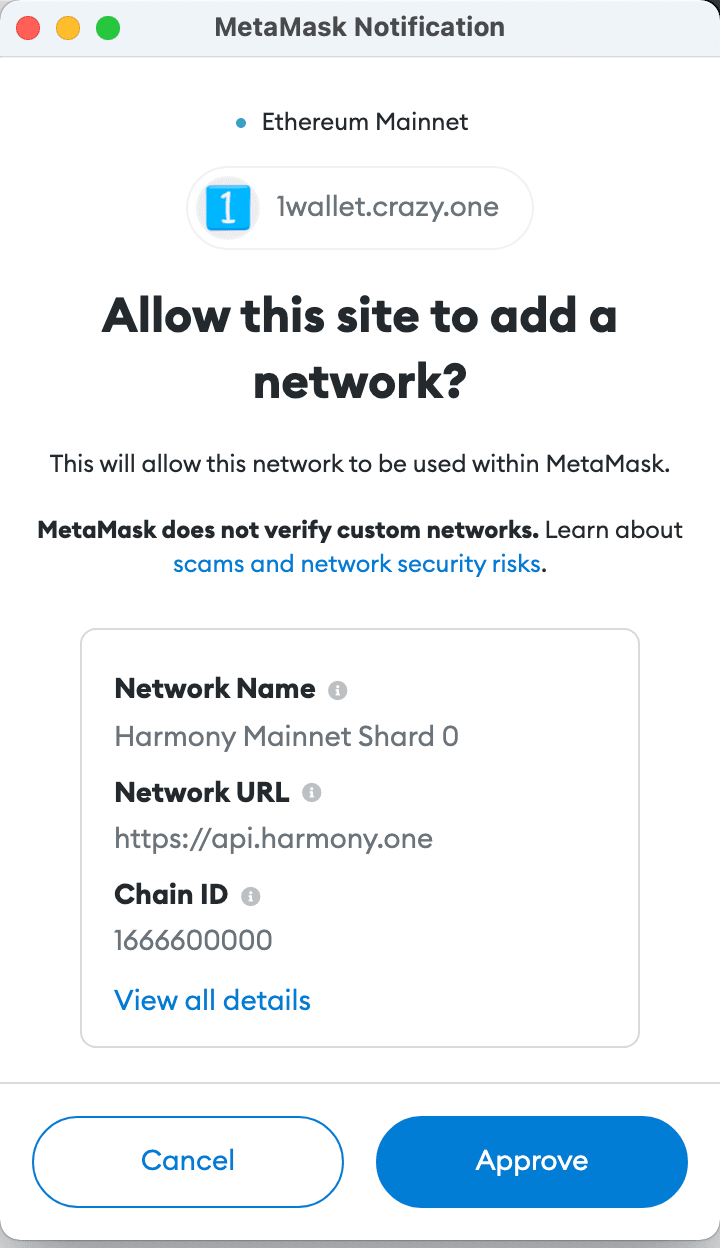 MetaMask Notification
Ethereum Mainnet
1
1wallet.crazy.one
Allow this site to add a
network?
This will allow this network to be used within MetaMask.
MetaMask does not verify custom networks. Learn about
scams and network security risks.
Network Name
Harmony Mainnet Shard 0
Network URL
https://api.harmony.one
Chain ID
1666600000
View all details
Cancel
Approve